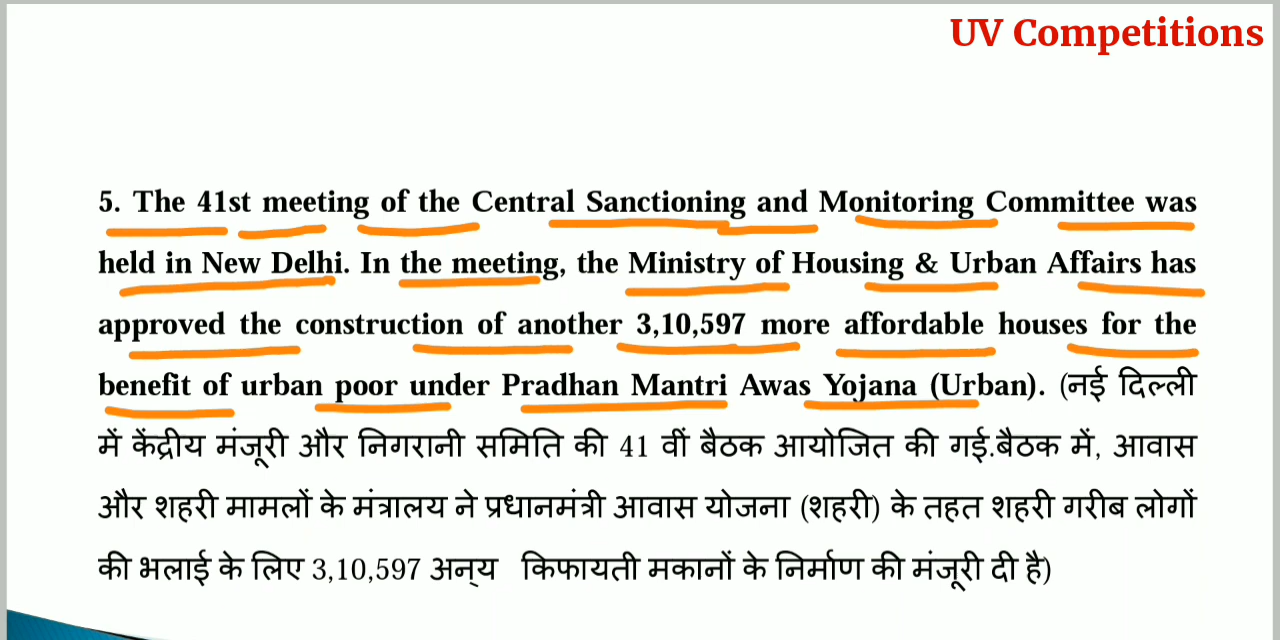 UV Competitions
5. The 41st meeting of the Central Sanctioning and Monitoring Committee was
held in New Delhi. In the meeting, the Ministry of Housing & Urban Affairs has
approved the construction of another 3,10,597 more affordable houses for the
benefit of urban poor under Pradhan Mantri Awas Yojana (Urban). (नई दिल्ली
में केंद्रीय मंजूरी और निगरानी समिति की 41 वीं बैठक आयोजित की गई.बैठक में, आवास
और शहरी मामलों के मंत्रालय ने प्रधानमंत्री आवास योजना (शहरी) के तहत शहरी गरीब लोगों
की भलाई के लिए 3,10,597 अन्‌य किफायती मकानों के निर्माण की मंजूरी दी है)